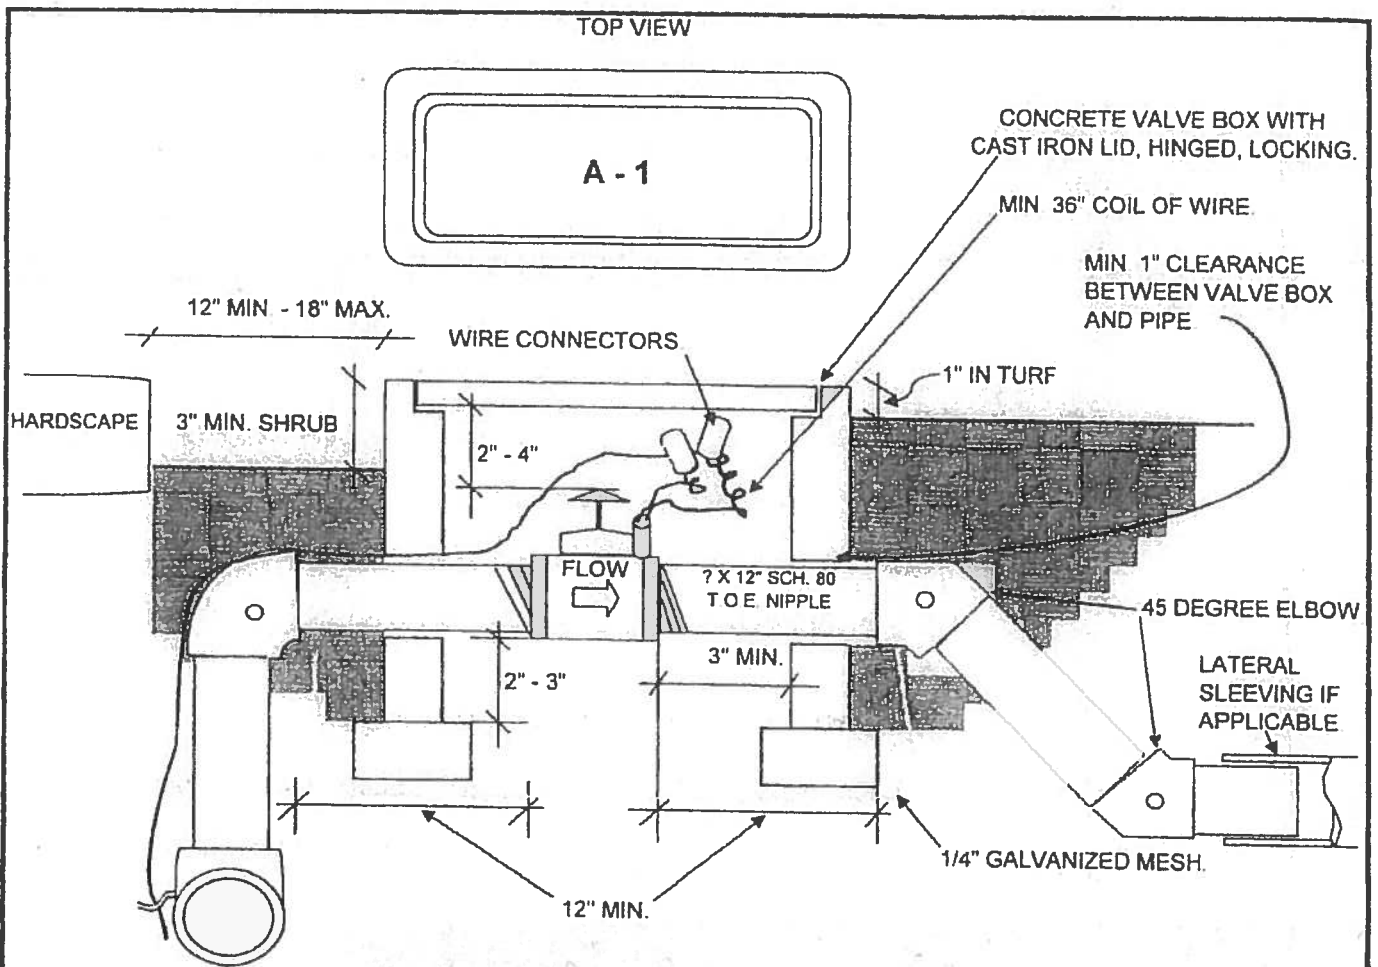 TOP VIEW
A - 1
CONCRETE VALVE BOX WITH
CAST IRON LID, HINGED, LOCKING.
MIN. 36" COIL OF WIRE.
MIN. 1" CLEARANCE
BETWEEN VALVE BOX
AND PIPE
12" MIN. - 18" MAX.
WIRE CONNECTORS
1" IN TURF
HARDSCAPE
3" MIN. SHRUB
2" - 4"
FLOW
? X 12" SCH. 80
T.O.E. NIPPLE
45 DEGREE ELBOW
3" MIN.
2" - 3"
LATERAL
SLEEVING IF
APPLICABLE
1/4" GALVANIZED MESH.
12" MIN.